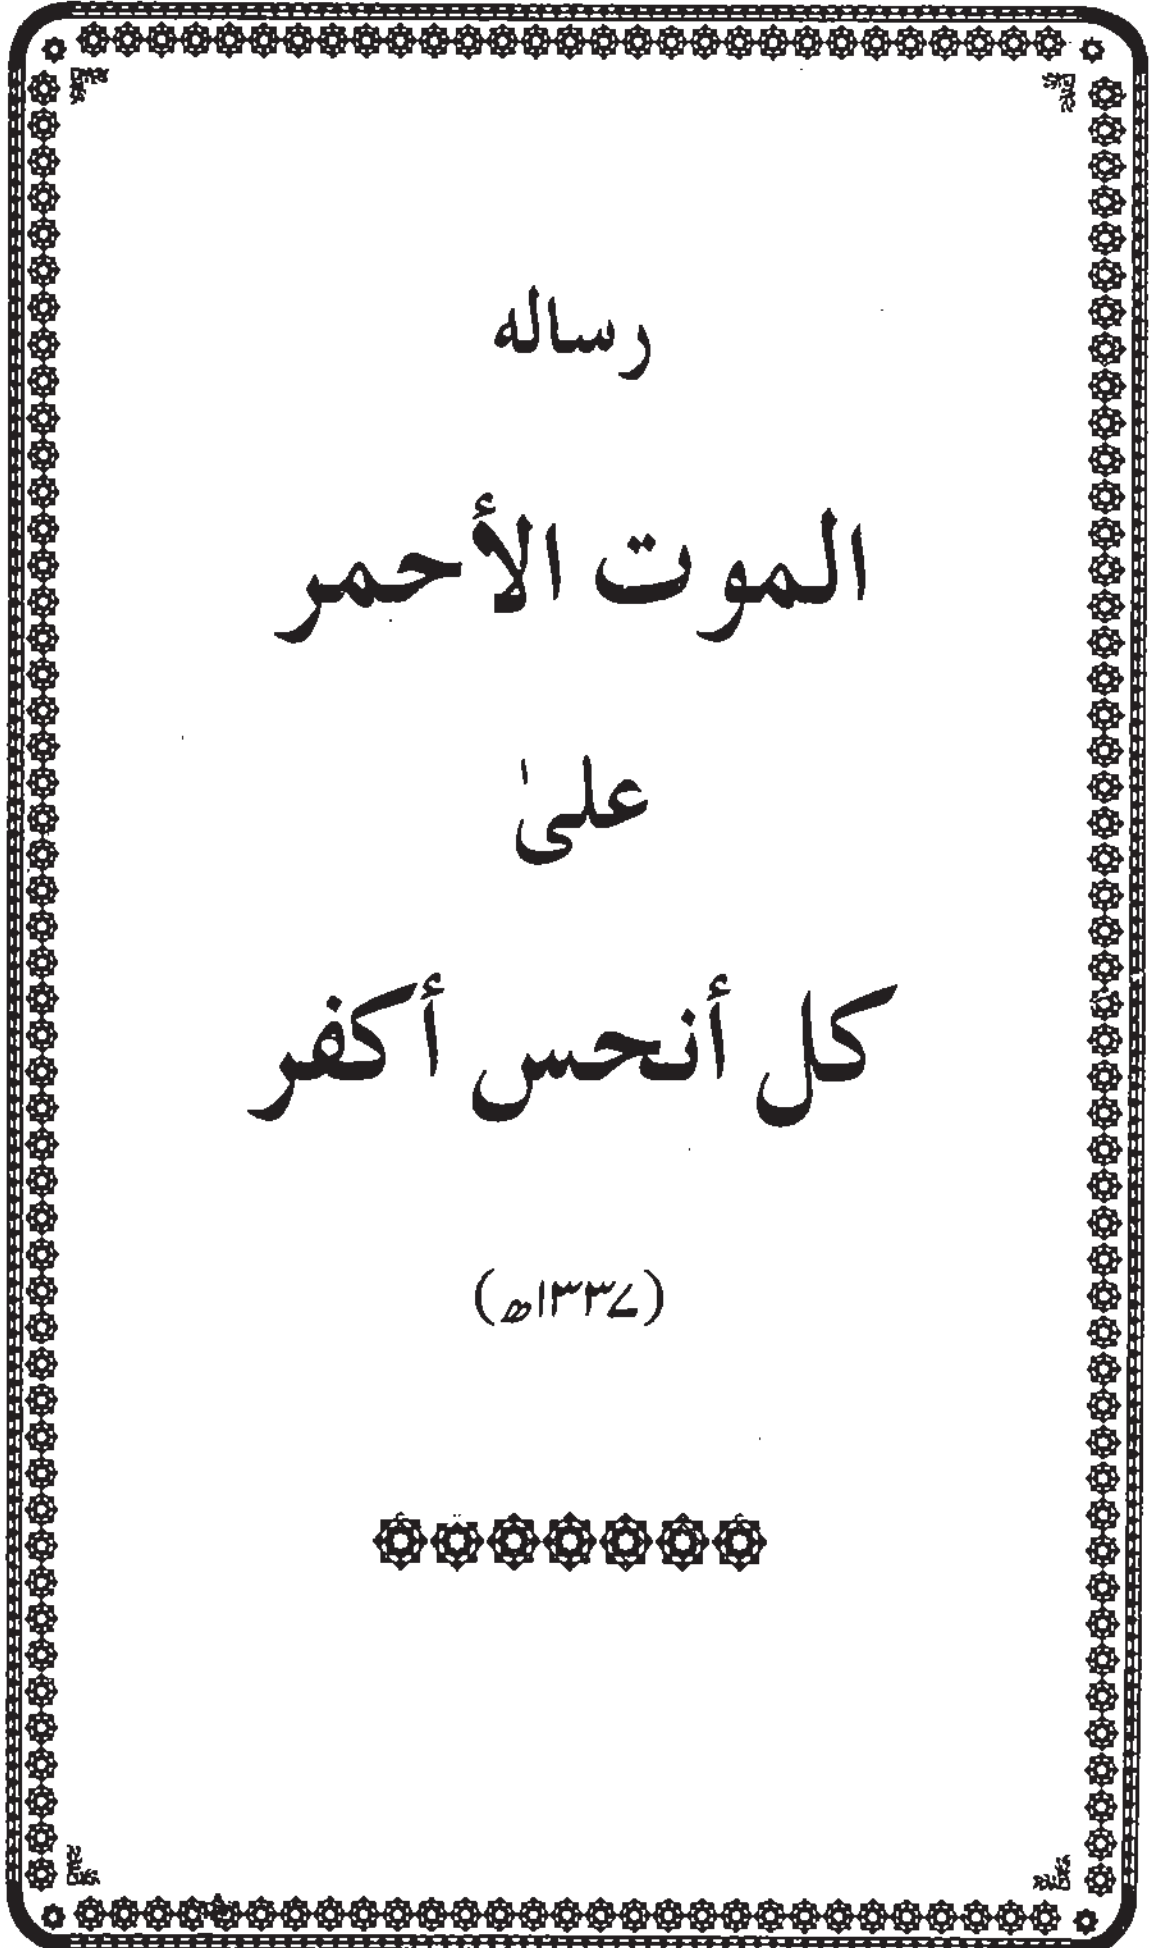 رساله
الموت الأحمر
علیٰ
كل أنحس أكفر
(۱۳۳۷ھ)